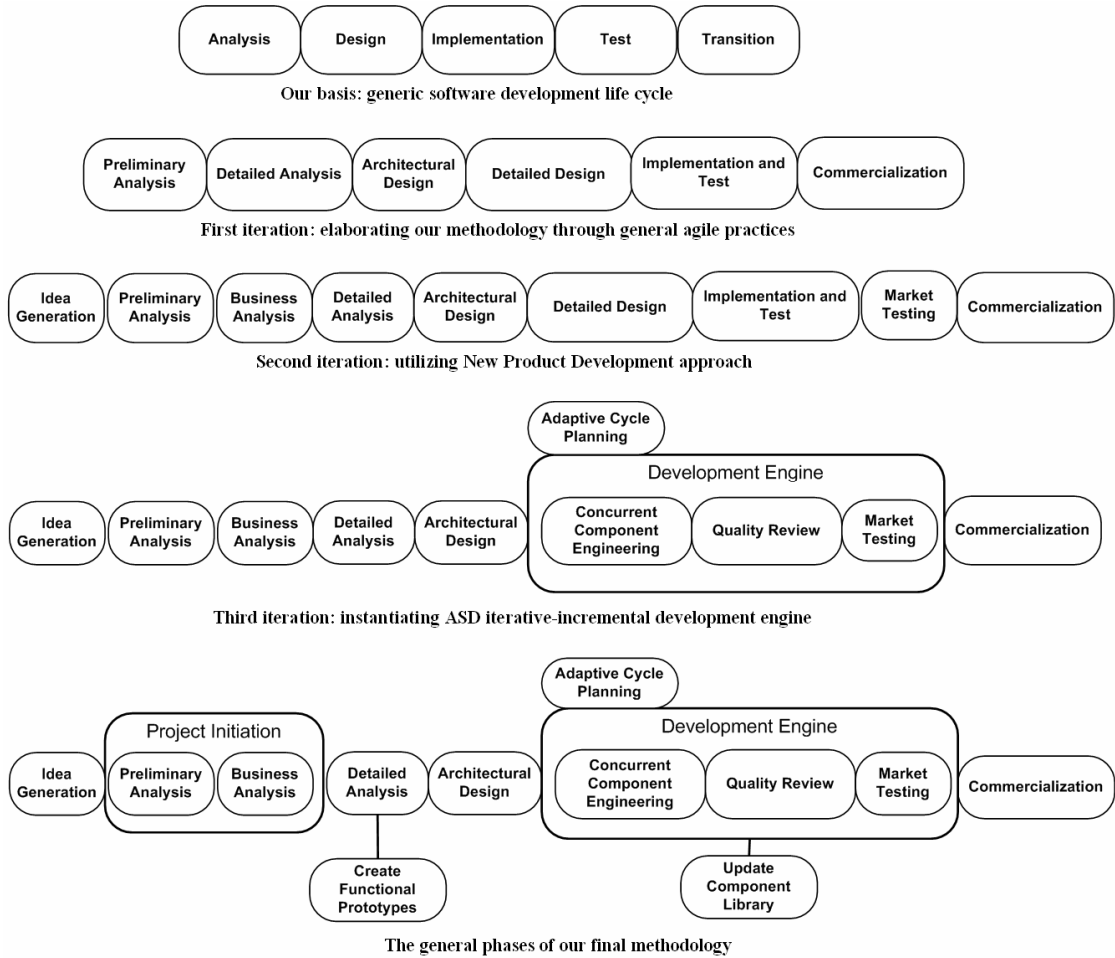 Analysis Design Implementation Test Transition
Our basis: generic software development life cycle
Preliminary
Analysis
Detailed Analysis
Architectural
Design
Detailed Design
Implementation and
Test
Commercialization
First iteration: elaborating our methodology through general agile practices
Idea
Generation
Preliminary
Analysis
Business
Analysis
Detailed
Analysis
Architectural
Design
Detailed Design
Implementation and
Test
Market
Testing
Commercialization
Second iteration: utilizing New Product Development approach
Adaptive Cycle
Planning
Development Engine
Idea
Generation
Preliminary
Analysis
Business
Analysis
Detailed
Analysis
Architectural
Design
Concurrent
Component
Engineering
Quality Review
Market
Testing
Commercialization
Third iteration: instantiating ASD iterative-incremental development engine
Adaptive Cycle
Planning
Project Initiation
Development Engine
Idea
Generation
Preliminary
Analysis
Business
Analysis
Detailed
Analysis
Architectural
Design
Concurrent
Component
Engineering
Quality Review
Market
Testing
Commercialization
Create
Functional
Prototypes
Update
Component
Library
The general phases of our final methodology